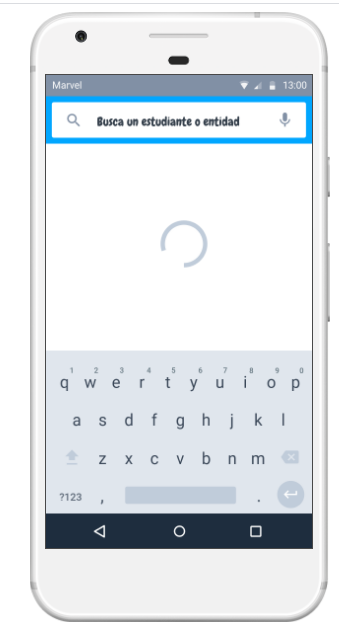 Marvel 13:00
Busca un estudiante o entidad
1 2 3 4 5 6 7 8 9 0
q w e r t y u i o p
a s d f g h j k l
z x c v b n m
?123 , .